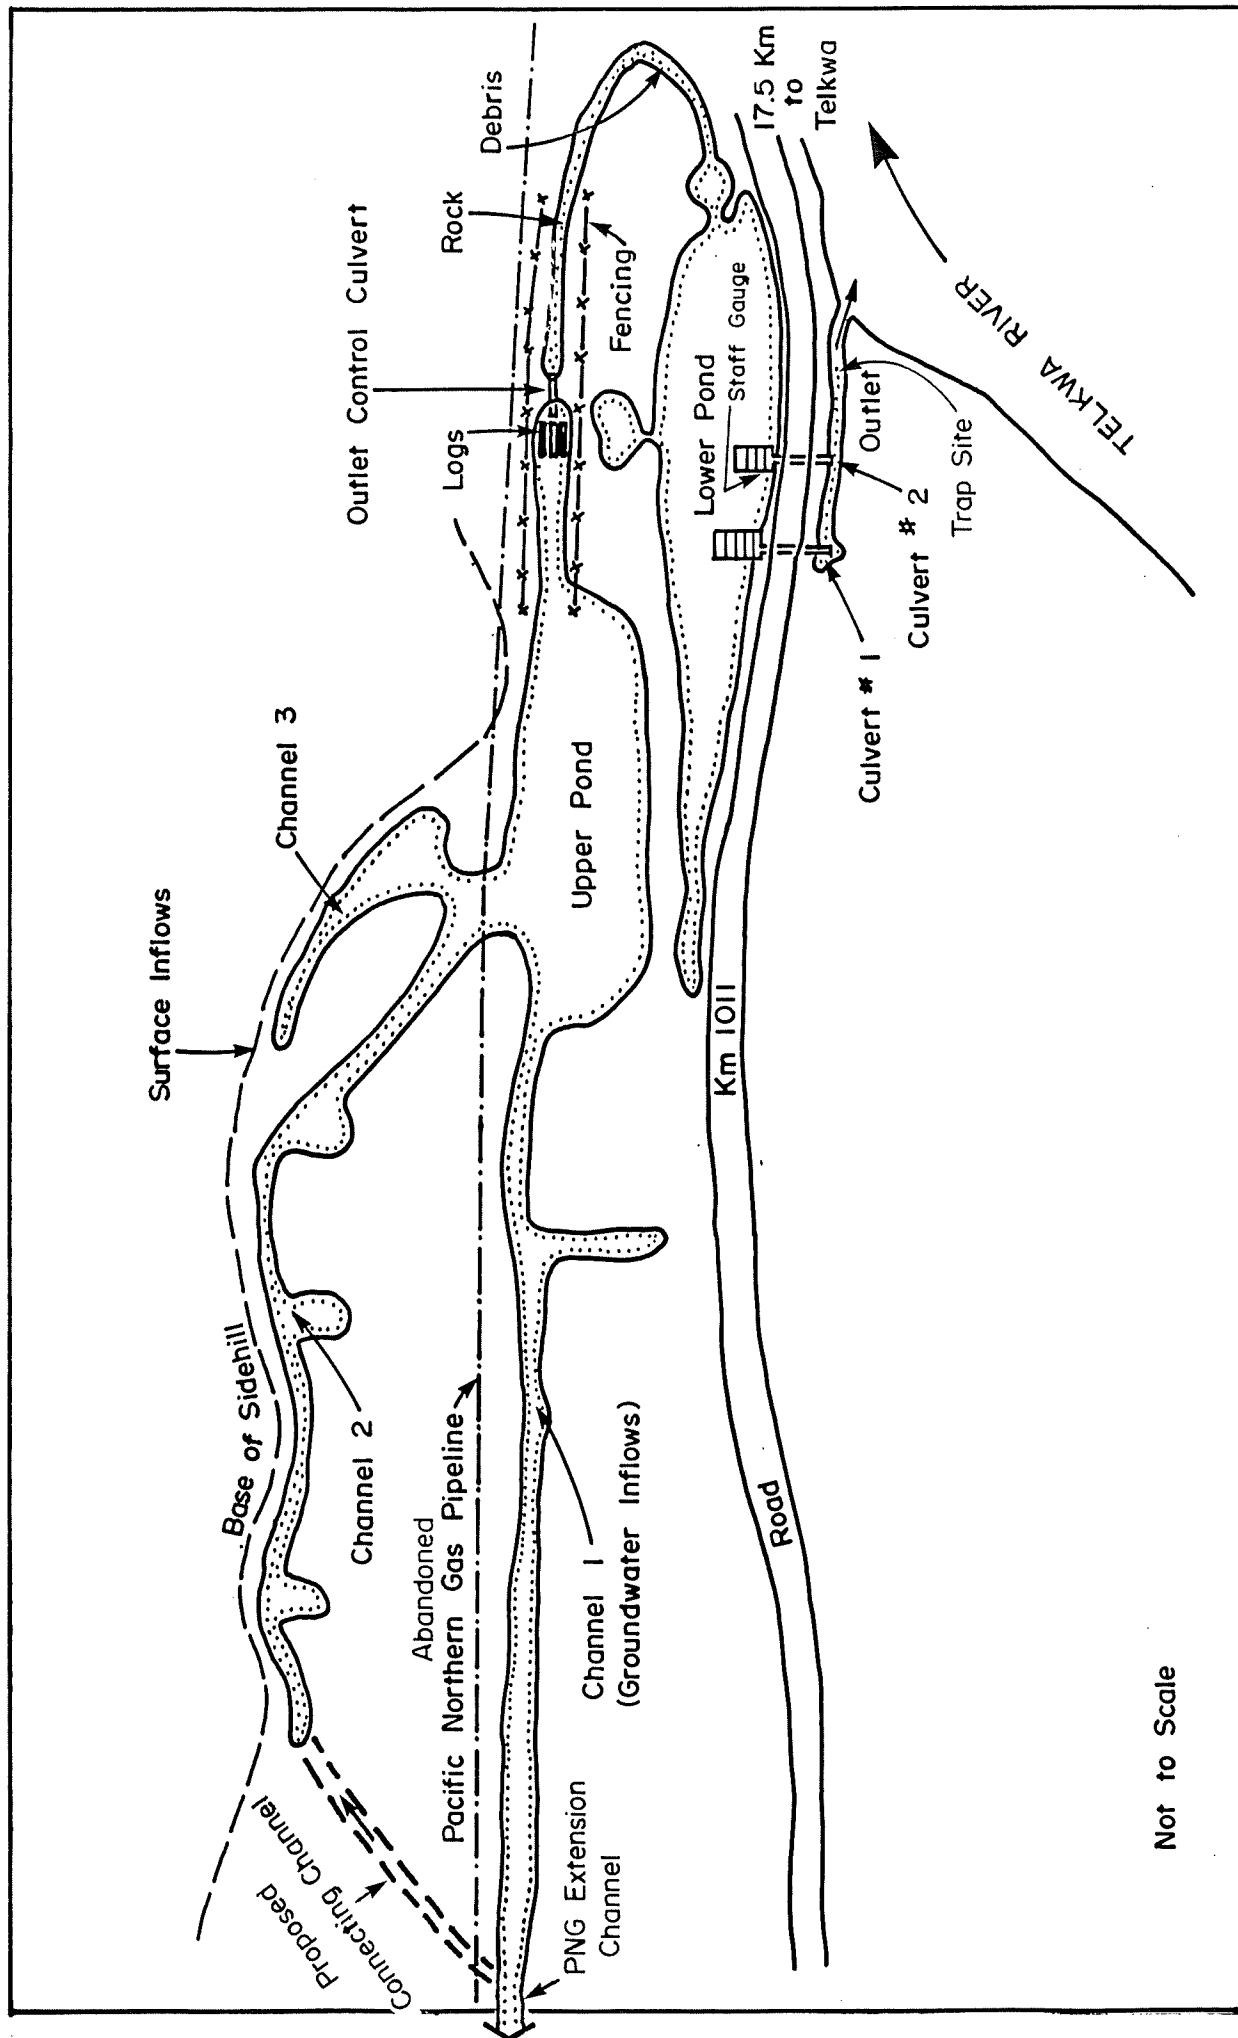 Surface Inflows
Base of Sidehill
Channel 3
Channel 2
Outlet Control Culvert
Logs
Rock
Debris
Fencing
Proposed
Connecting Channel
Abandoned
Pacific Northern Gas Pipeline
Channel 1
(Groundwater Inflows)
PNG Extension
Channel
Upper Pond
Lower Pond
Staff Gauge
17.5 Km
to
Telkwa
Km 1011
Road
Culvert # 1
Culvert # 2
Outlet
Trap Site
TELKWA RIVER
Not to Scale